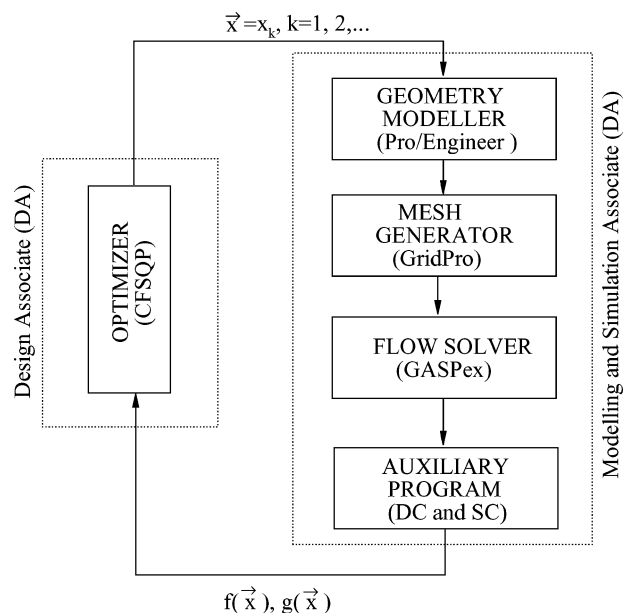 x⃗=xₖ, k=1, 2,...
GEOMETRY
MODELLER
(Pro/Engineer )
MESH
GENERATOR
(GridPro)
FLOW SOLVER
(GASPex)
AUXILIARY
PROGRAM
(DC and SC)
Modelling and Simulation Associate (DA)
Design Associate (DA)
OPTIMIZER
(CFSQP)
f(x⃗), g(x⃗)